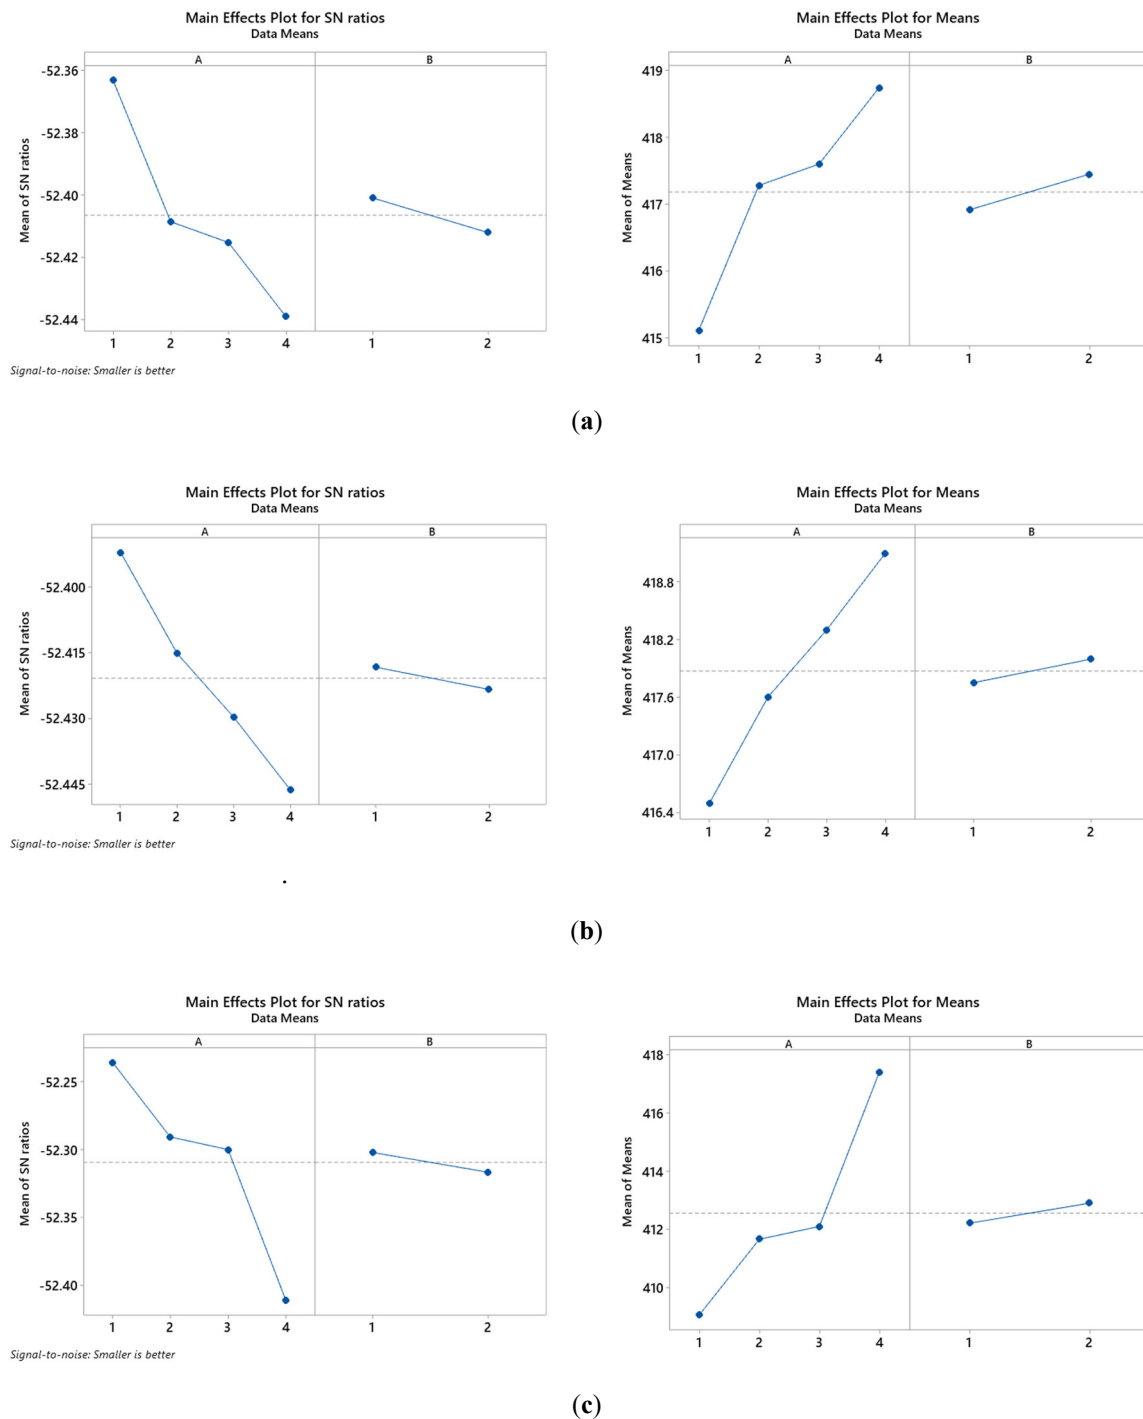 Main Effects Plot for SN ratios
Data Means
A B
Mean of SN ratios
-52.36
-52.38
-52.40
-52.42
-52.44
1 2 3 4 1 2
Signal-to-noise: Smaller is better
Main Effects Plot for Means
Data Means
A B
Mean of Means
419
418
417
416
415
1 2 3 4 1 2
(a)
Main Effects Plot for SN ratios
Data Means
A B
Mean of SN ratios
-52.400
-52.415
-52.430
-52.445
1 2 3 4 1 2
Signal-to-noise: Smaller is better
.
Main Effects Plot for Means
Data Means
A B
Mean of Means
418.8
418.2
417.6
417.0
416.4
1 2 3 4 1 2
(b)
Main Effects Plot for SN ratios
Data Means
A B
Mean of SN ratios
-52.25
-52.30
-52.35
-52.40
1 2 3 4 1 2
Signal-to-noise: Smaller is better
Main Effects Plot for Means
Data Means
A B
Mean of Means
418
416
414
412
410
1 2 3 4 1 2
(c)